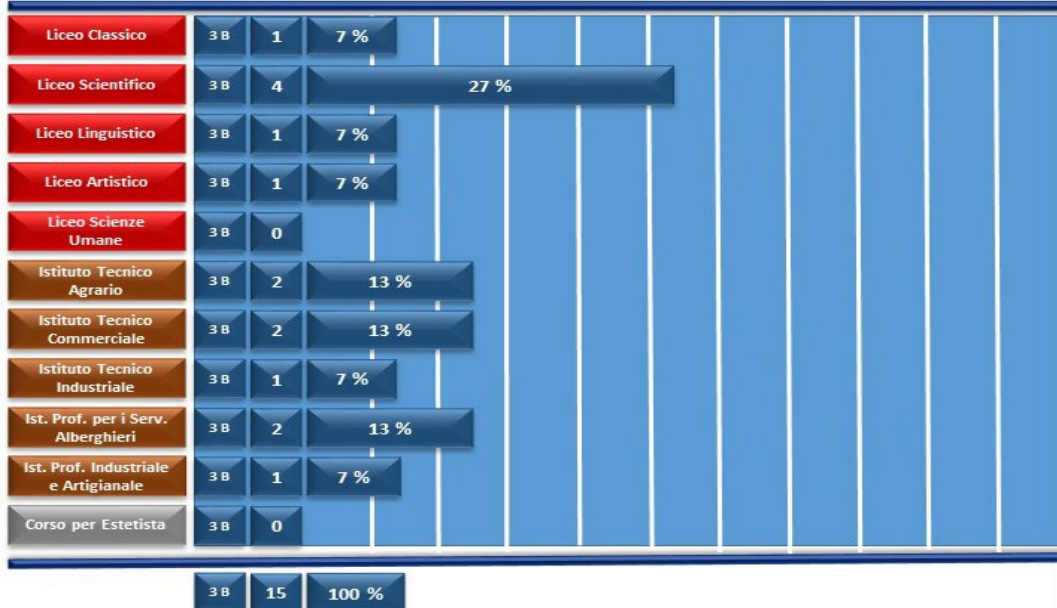 Liceo Classico 3 B 1 7 %
Liceo Scientifico 3 B 4 27 %
Liceo Linguistico 3 B 1 7 %
Liceo Artistico 3 B 1 7 %
Liceo Scienze
Umane 3 B 0
Istituto Tecnico
Agrario 3 B 2 13 %
Istituto Tecnico
Commerciale 3 B 2 13 %
Istituto Tecnico
Industriale 3 B 1 7 %
Ist. Prof. per i Serv.
Alberghieri 3 B 2 13 %
Ist. Prof. Industriale
e Artigianale 3 B 1 7 %
Corso per Estetista 3 B 0
3 B 15 100 %